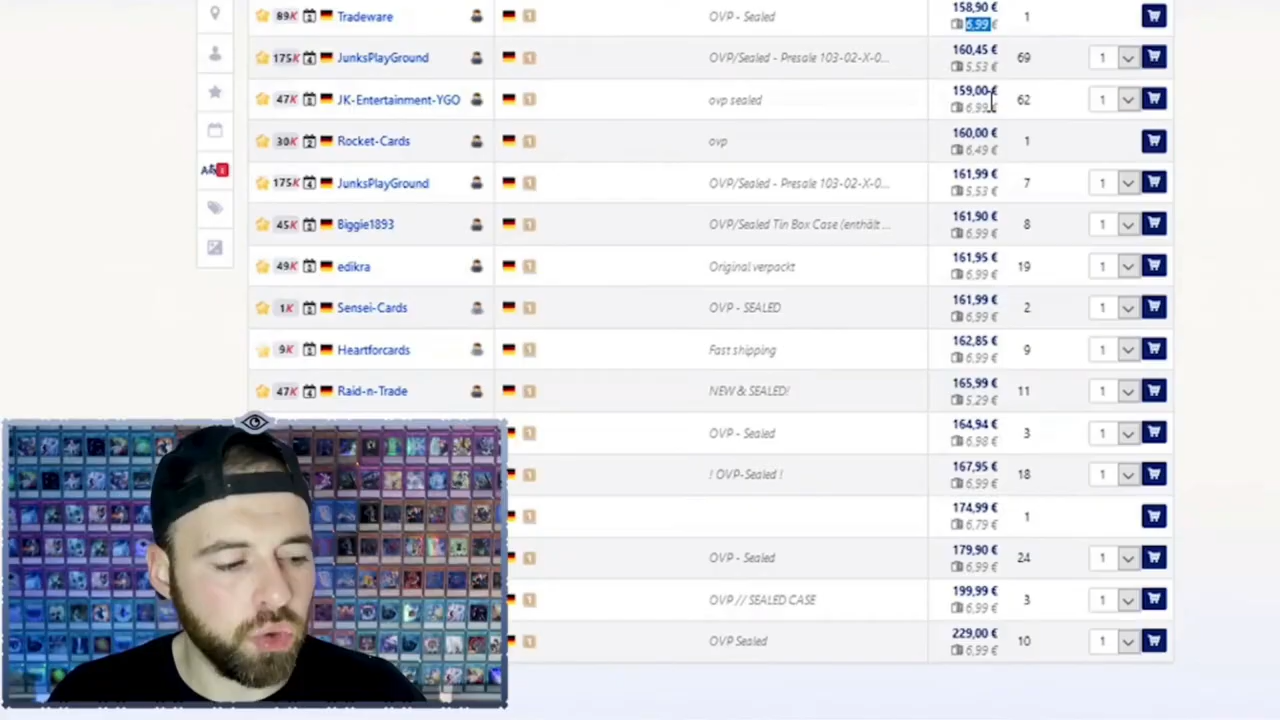 89K Tradeware OVP - Sealed 158,90 € 1
6,99 €
175K JunksPlayGround OVP/Sealed - Presale 103-02-X-0... 160,45 € 69 1
5,53 €
47K JK-Entertainment-YGO ovp sealed 159,00 € 62 1
6,99 €
30K Rocket-Cards ovp 160,00 € 1
6,49 €
175K JunksPlayGround OVP/Sealed - Presale 103-02-X-0... 161,99 € 7 1
5,53 €
45K Biggie1893 OVP/Sealed Tin Box Case (enthält ... 161,90 € 8 1
6,99 €
49K edikra Original verpackt 161,95 € 19 1
6,99 €
1K Sensei-Cards OVP - SEALED 161,99 € 2 1
6,99 €
9K Heartforcards Fast shipping 162,85 € 9 1
6,99 €
47K Raid-n-Trade NEW & SEALED! 165,99 € 11 1
5,29 €
OVP - Sealed 164,94 € 3 1
6,98 €
! OVP-Sealed ! 167,95 € 18 1
6,99 €
174,99 € 1
6,79 €
OVP - Sealed 179,90 € 24 1
6,99 €
OVP // SEALED CASE 199,99 € 3 1
6,99 €
OVP Sealed 229,00 € 10 1
6,99 €